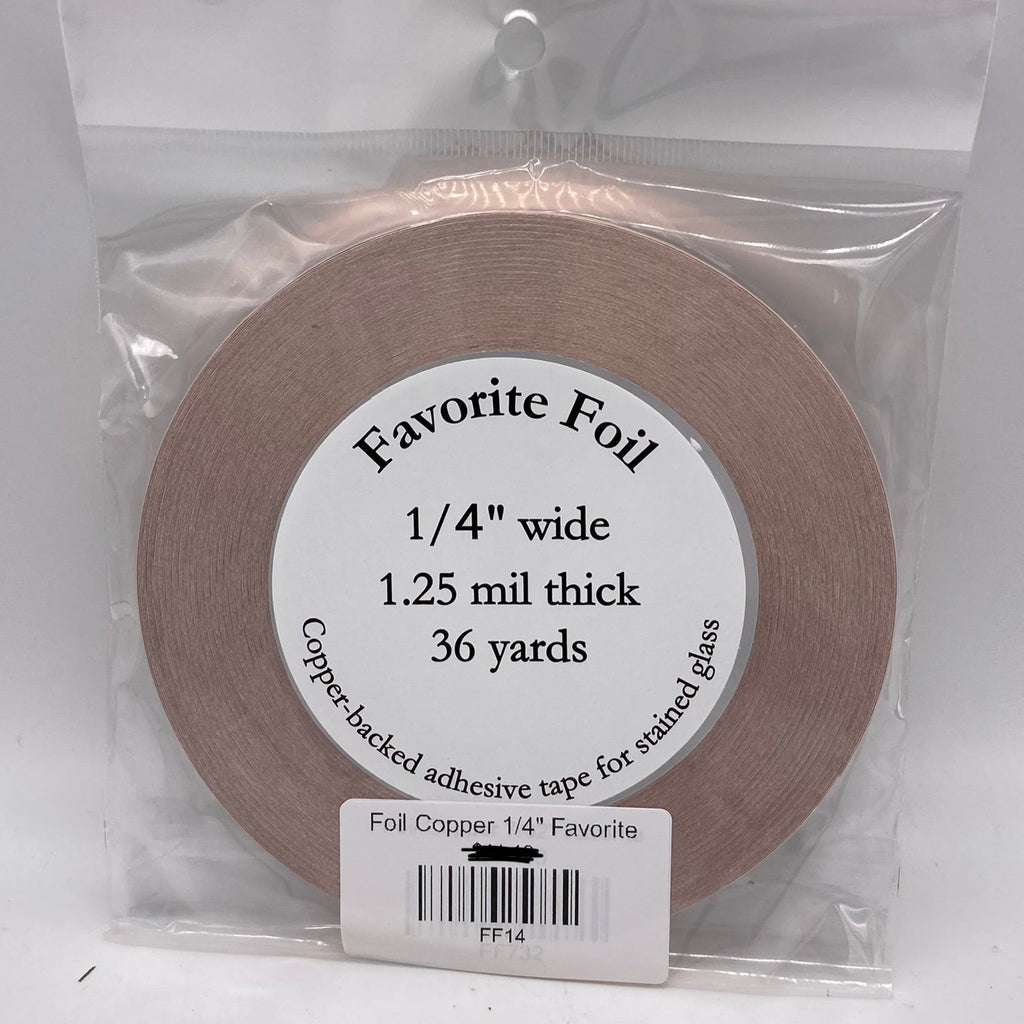 Favorite Foil
1/4" wide
1.25 mil thick
36 yards
Copper-backed adhesive tape for stained glass
Foil Copper 1/4" Favorite
FF14
FF732